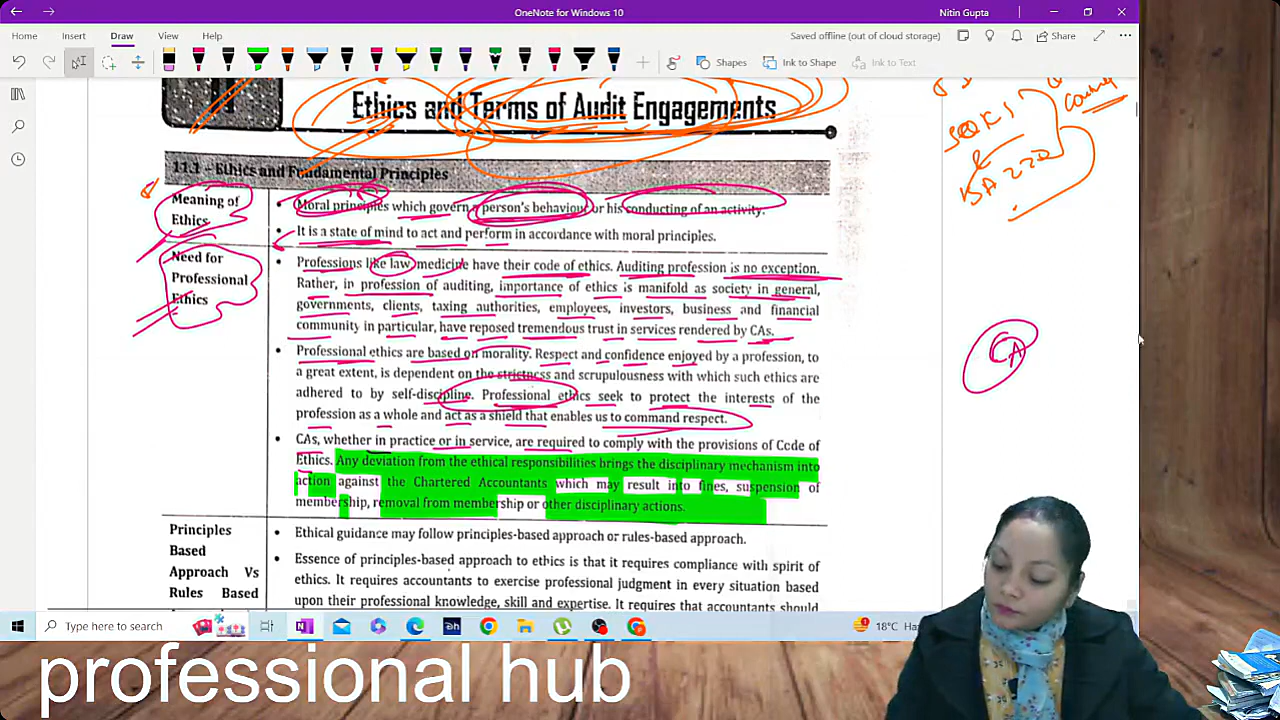 OneNote for Windows 10
Nitin Gupta
Home Insert Draw View Help
Saved offline (out of cloud storage)
Share
Shapes
Ink to Shape
Ink to Text
Ethics and Terms of Audit Engagements
SEEKS
SA 220
11.1 – Ethics and Fundamental Principles
Meaning of Ethics
• Moral principles which govern person's behaviour or his conducting of an activity.
• It is a state of mind to act and perform in accordance with moral principles.
Need for Professional Ethics
• Professions like law medicine have their code of ethics. Auditing profession is no exception.
Rather, in profession of auditing, importance of ethics is manifold as society in general,
governments, clients, taxing authorities, employees, investors, business and financial
community in particular, have reposed tremendous trust in services rendered by CAs.
• Professional ethics are based on morality. Respect and confidence enjoyed by a profession, to
a great extent, is dependent on the strictness and scrupulousness with which such ethics are
adhered to by self-discipline. Professional ethics seek to protect the interests of the
profession as a whole and act as a shield that enables us to command respect.
• CAs, whether in practice or in service, are required to comply with the provisions of Code of
Ethics. Any deviation from the ethical responsibilities brings the disciplinary mechanism into
action against the Chartered Accountants which may result into fines, suspension of
membership, removal from membership or other disciplinary actions.
CA
Principles Based Approach Vs Rules Based
• Ethical guidance may follow principles-based approach or rules-based approach.
• Essence of principles-based approach to ethics is that it requires compliance with spirit of
ethics. It requires accountants to exercise professional judgment in every situation based
upon their professional knowledge, skill and expertise. It requires that accountants should
Type here to search
18°C
professional hub